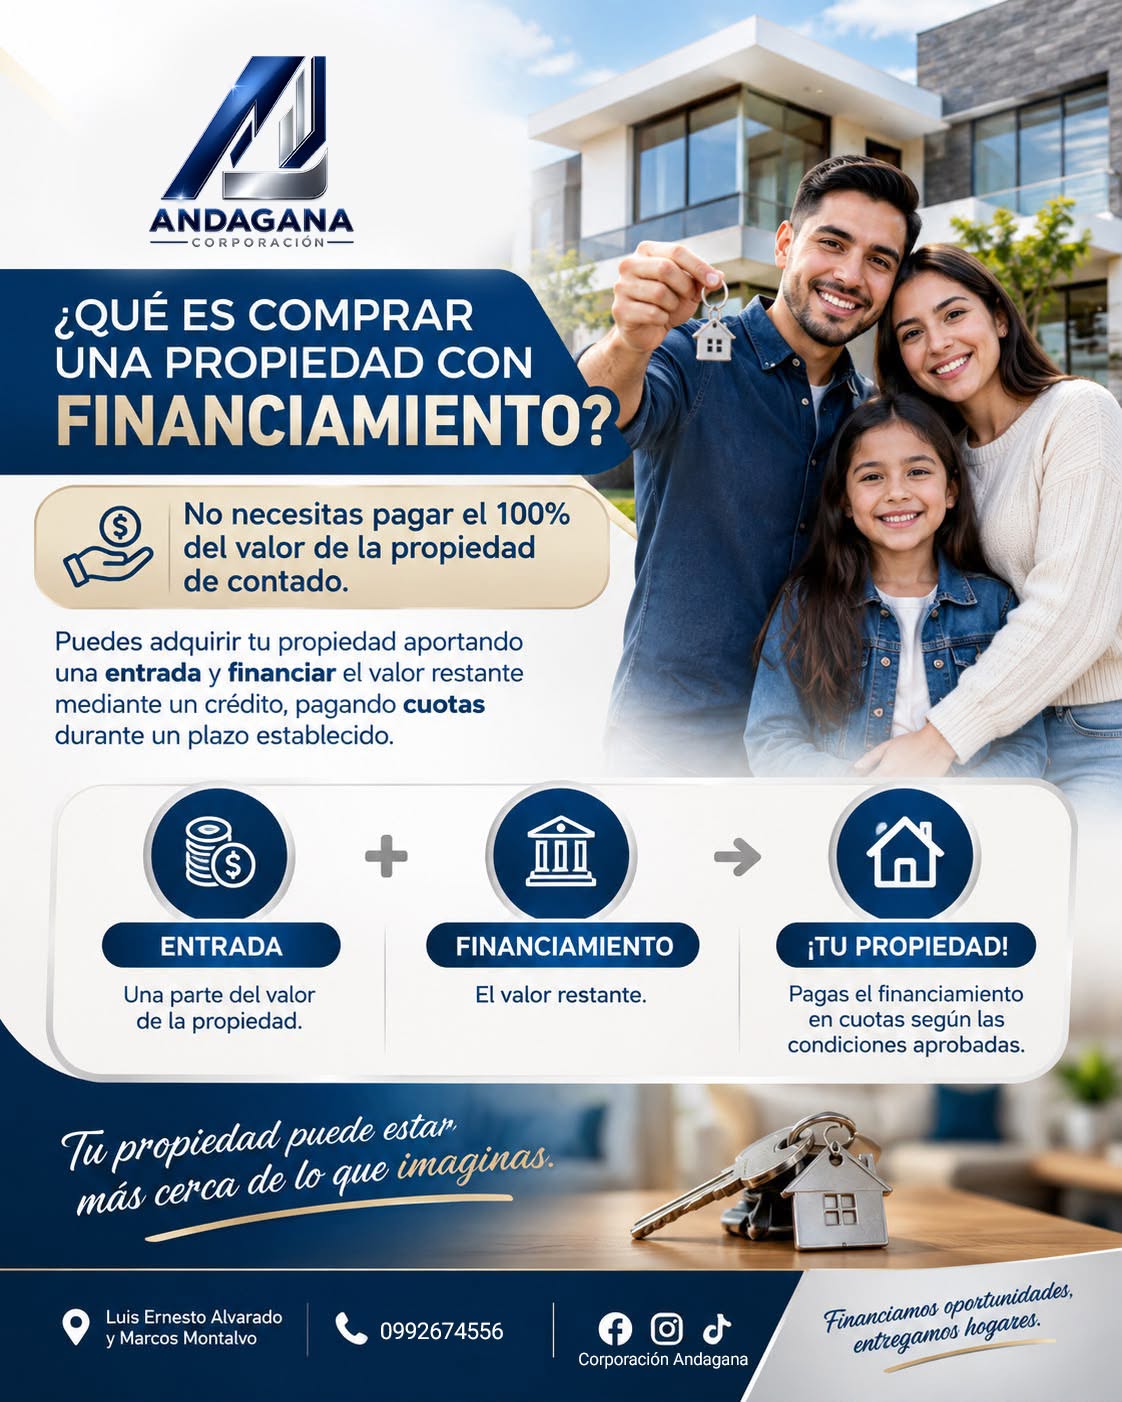 ANDAGANA
CORPORACIÓN
¿QUÉ ES COMPRAR
UNA PROPIEDAD CON
FINANCIAMIENTO?
No necesitas pagar el 100%
del valor de la propiedad
de contado.
Puedes adquirir tu propiedad aportando
una entrada y financiar el valor restante
mediante un crédito, pagando cuotas
durante un plazo establecido.
ENTRADA
Una parte del valor
de la propiedad.
FINANCIAMIENTO
El valor restante.
¡TU PROPIEDAD!
Pagas el financiamiento
en cuotas según las
condiciones aprobadas.
Tu propiedad puede estar
más cerca de lo que imaginas.
Luis Ernesto Alvarado
y Marcos Montalvo
0992674556
Corporación Andagana
Financiamos oportunidades,
entregamos hogares.